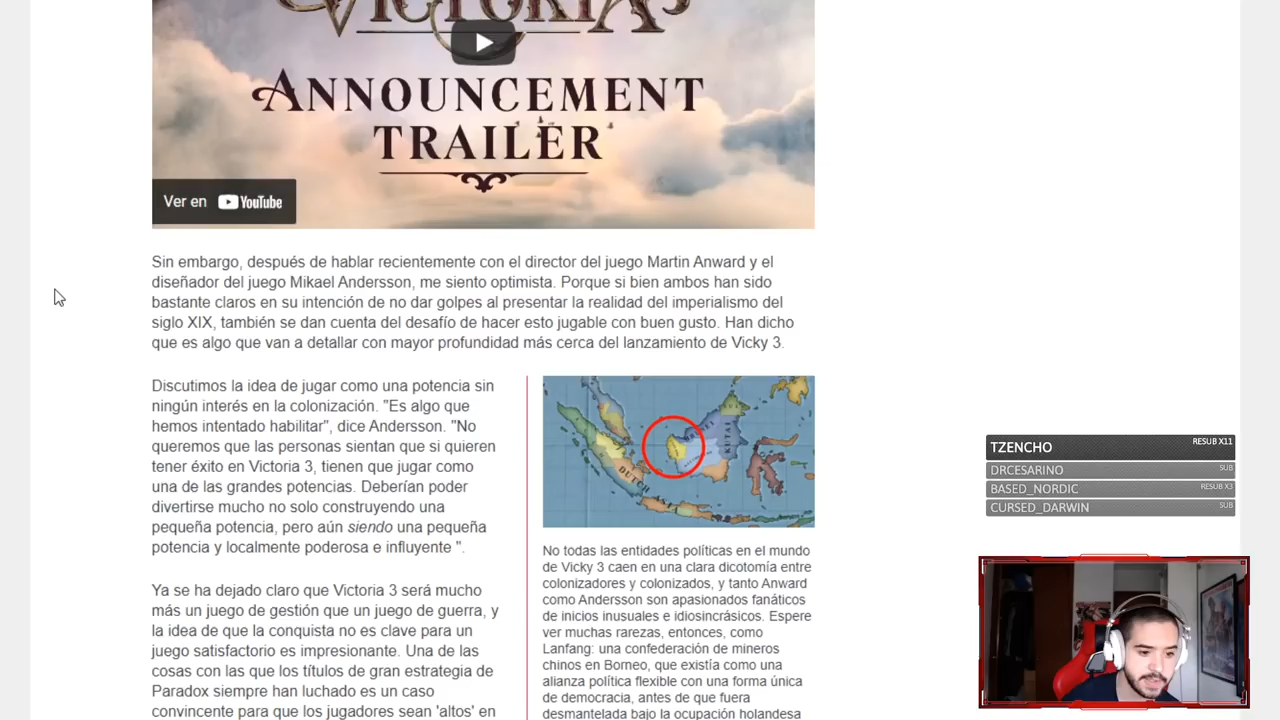 VICTORIA
ANNOUNCEMENT
TRAILER
Ver en YouTube
Sin embargo, después de hablar recientemente con el director del juego Martin Anward y el
diseñador del juego Mikael Andersson, me siento optimista. Porque si bien ambos han sido
bastante claros en su intención de no dar golpes al presentar la realidad del imperialismo del
siglo XIX, también se dan cuenta del desafío de hacer esto jugable con buen gusto. Han dicho
que es algo que van a detallar con mayor profundidad más cerca del lanzamiento de Vicky 3.
Discutimos la idea de jugar como una potencia sin
ningún interés en la colonización. "Es algo que
hemos intentado habilitar", dice Andersson. "No
queremos que las personas sientan que si quieren
tener éxito en Victoria 3, tienen que jugar como
una de las grandes potencias. Deberían poder
divertirse mucho no solo construyendo una
pequeña potencia, pero aún siendo una pequeña
potencia y localmente poderosa e influyente ".
Ya se ha dejado claro que Victoria 3 será mucho
más un juego de gestión que un juego de guerra, y
la idea de que la conquista no es clave para un
juego satisfactorio es impresionante. Una de las
cosas con las que los títulos de gran estrategia de
Paradox siempre han luchado es un caso
convincente para que los jugadores sean 'altos' en
DUTCH EAST
No todas las entidades políticas en el mundo
de Vicky 3 caen en una clara dicotomía entre
colonizadores y colonizados, y tanto Anward
como Andersson son apasionados fanáticos
de inicios inusuales e idiosincrásicos. Espere
ver muchas rarezas, entonces, como
Lanfang: una confederación de mineros
chinos en Borneo, que existía como una
alianza política flexible con una forma única
de democracia, antes de que fuera
desmantelada bajo la ocupación holandesa
TZENCHO RESUB X11
DRCESARINO SUB
BASED_NORDIC RESUB X3
CURSED_DARWIN SUB